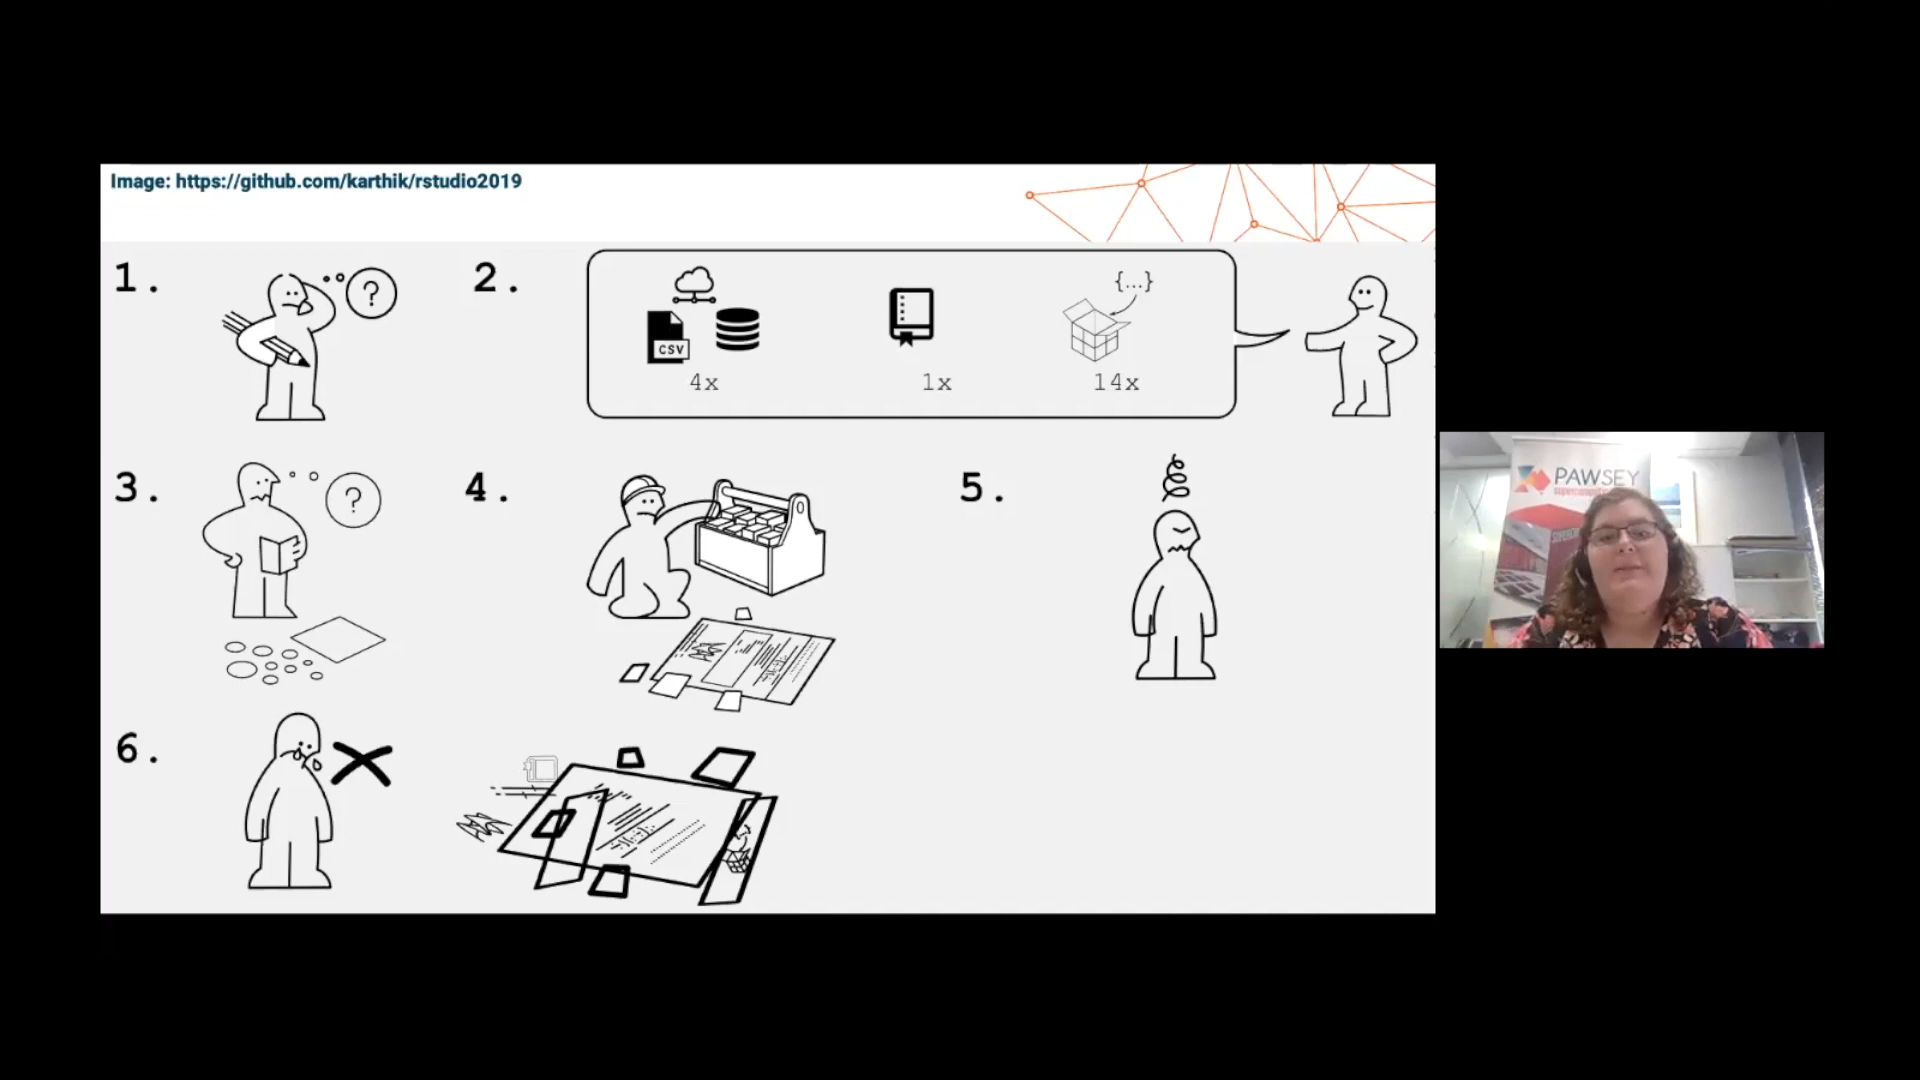 Image: https://github.com/karthik/rstudio2019
1.
?
2.
{...}
CSV
4x
1x
14x
3.
?
4.
5.
6.
PAWSEY